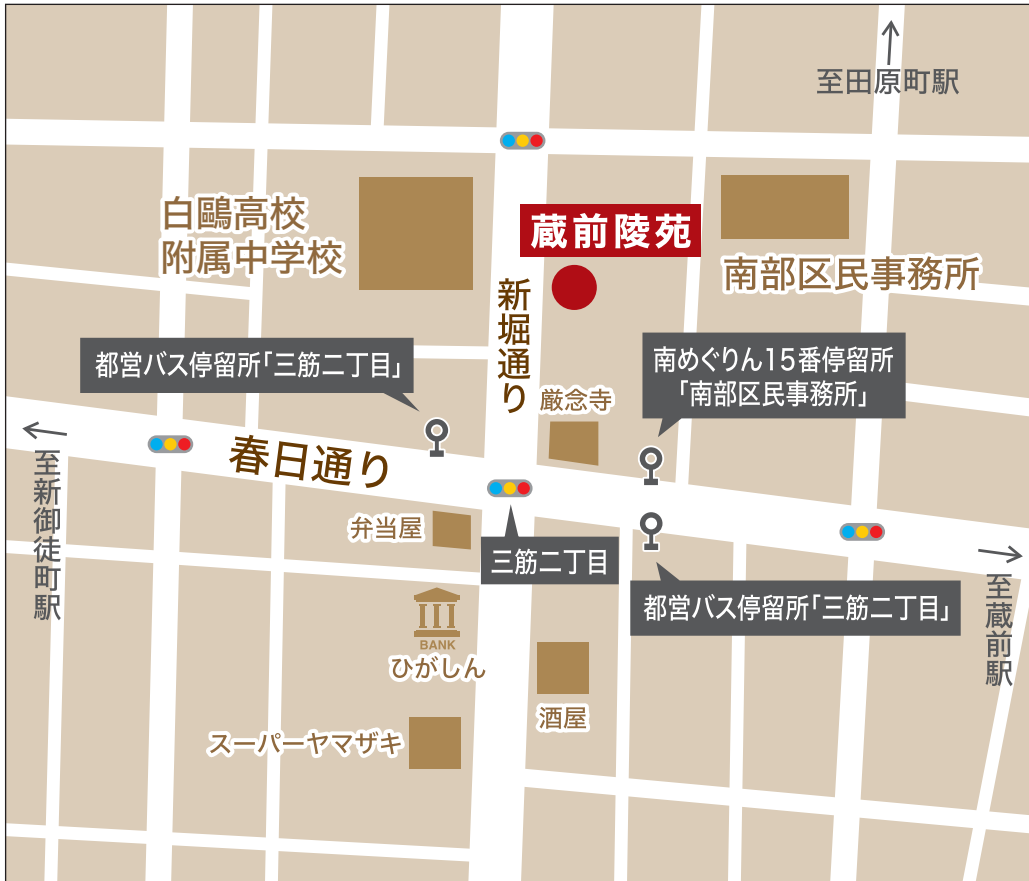 至田原町駅
白鷗高校
附属中学校
蔵前陵苑
南部区民事務所
新堀通り
都営バス停留所｢三筋二丁目｣
南めぐりん15番停留所
｢南部区民事務所｣
厳念寺
春日通り
至新御徒町駅
弁当屋
三筋二丁目
都営バス停留所｢三筋二丁目｣
至蔵前駅
BANK
ひがしん
酒屋
スーパーヤマザキ